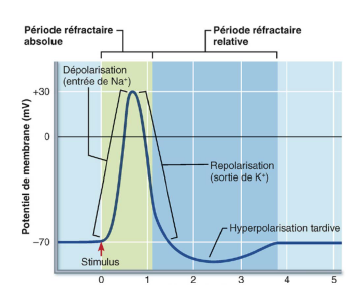 Période réfractaire
absolue
Période réfractaire
relative
Dépolarisation
(entrée de Na⁺)
+30
0
Potentiel de membrane (mV)
Repolarisation
(sortie de K⁺)
Hyperpolarisation tardive
–70
Stimulus
0 1 2 3 4 5